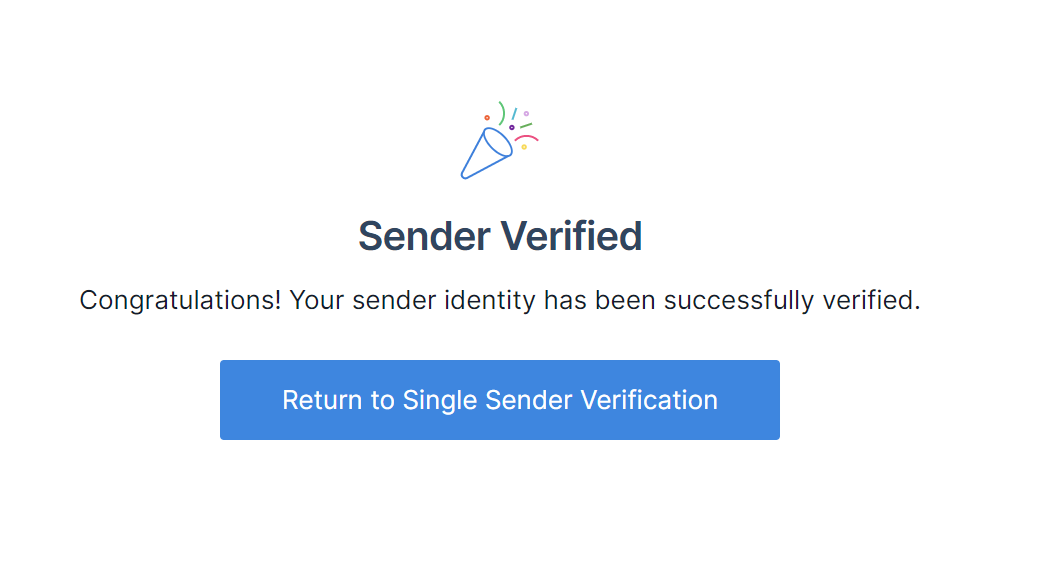 Sender Verified
Congratulations! Your sender identity has been successfully verified.
Return to Single Sender Verification